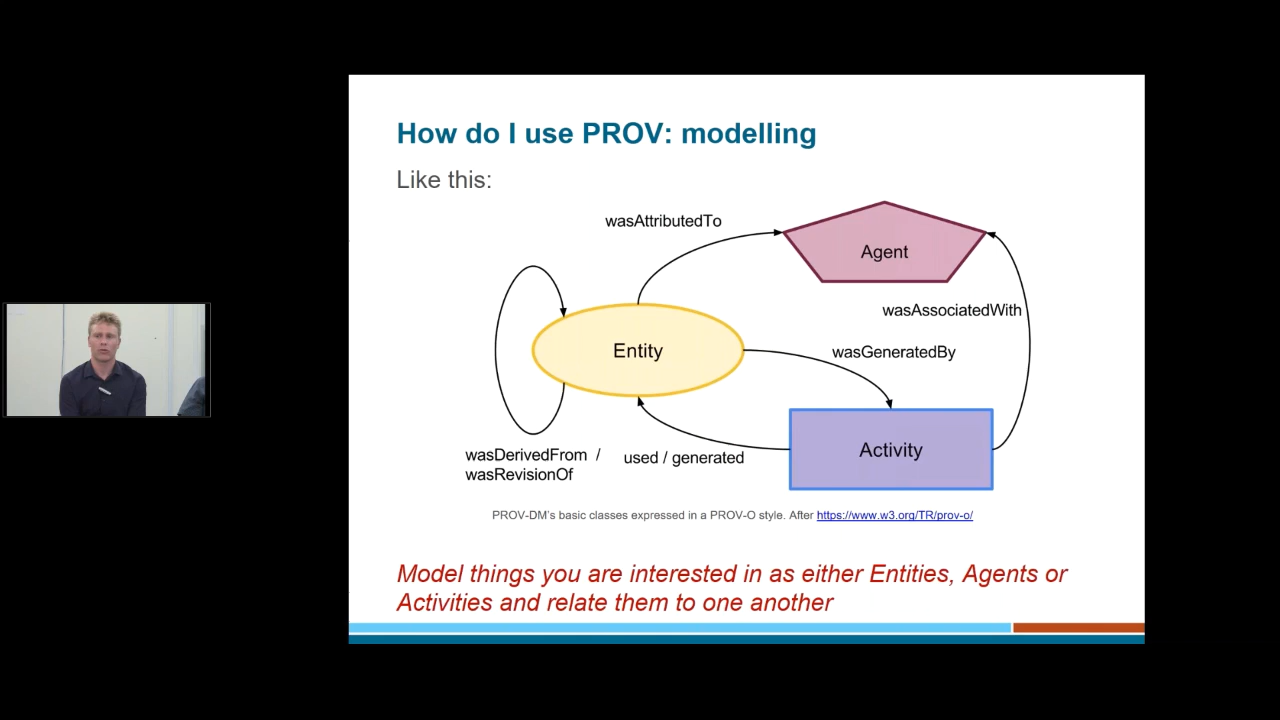 How do I use PROV: modelling
Like this:
wasAttributedTo
Agent
wasAssociatedWith
Entity
wasGeneratedBy
Activity
wasDerivedFrom /
wasRevisionOf
used / generated
PROV-DM's basic classes expressed in a PROV-O style. After https://www.w3.org/TR/prov-o/
Model things you are interested in as either Entities, Agents or
Activities and relate them to one another